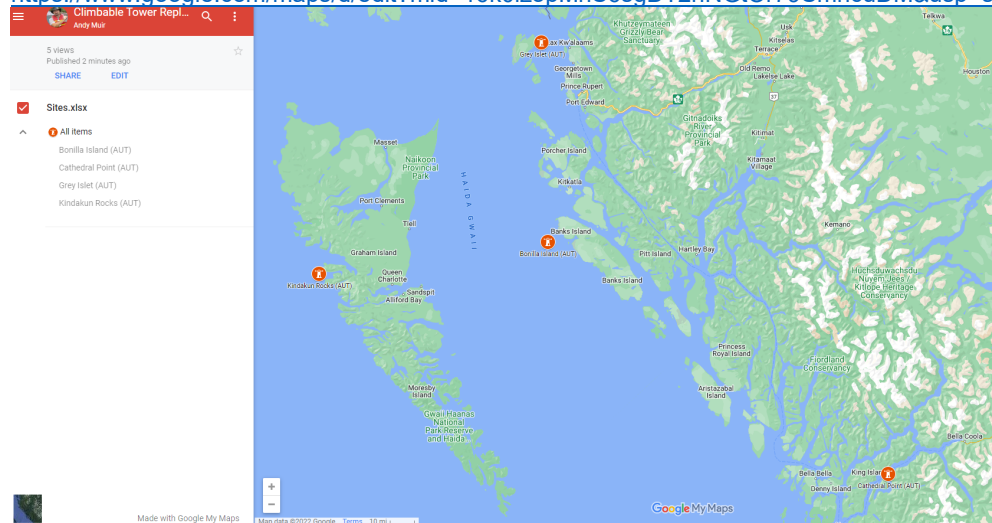 Climbable Tower Repl...
Andy Muir
5 views
Published 2 minutes ago
SHARE
EDIT
Sites.xlsx
All items
Bonilla Island (AUT)
Cathedral Point (AUT)
Grey Islet (AUT)
Kindakun Rocks (AUT)
Made with Google My Maps
Khutzeymateen
Grizzly Bear
Sanctuary
Lax Kw'alaams
Grey Islet (AUT)
Georgetown
Mills
Prince Rupert
Port Edward
Usk
Kitselas
Terrace
Old Remo
Lakelse Lake
37
Telkwa
Houston
Gitnadoiks
River
Provincial
Park
Kitimat
Kitamaat
Village
Masset
Naikoon
Provincial
Park
Port Clements
Tlell
Graham Island
Queen
Charlotte
Kindakun Rocks (AUT)
Sandspit
Alliford Bay
HAIDA GWAII
Porcher Island
Kitkatla
Banks Island
Bonilla Island (AUT)
Pitt Island
Hartley Bay
Banks Island
Kemano
Huchsduwachsdu
Nuyem Jees /
Kitlope Heritage
Conservancy
Princess
Royal Island
Fiordland
Conservancy
Aristazabal
Island
Moresby
Island
Gwaii Haanas
National
Park Reserve
and Haida...
Bella Coola
Bella Bella
King Island
Denny Island
Cathedral Point (AUT)
Google My Maps
Map data ©2022 Google
Terms
10 mi